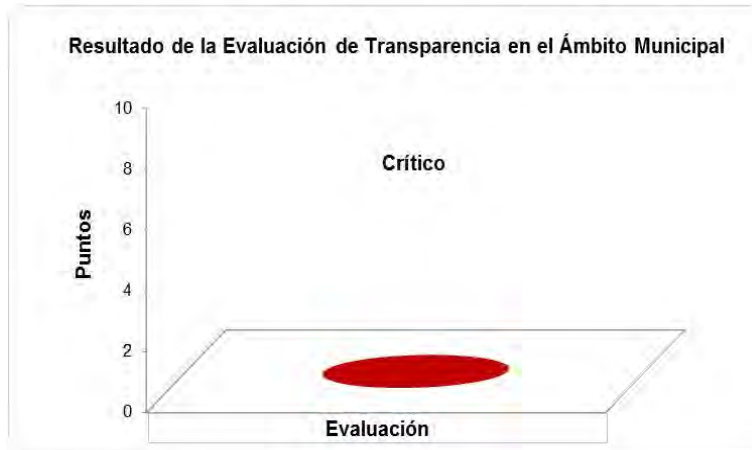 Resultado de la Evaluación de Transparencia en el Ámbito Municipal
10
Crítico
8
6
Puntos
4
2
0
Evaluación